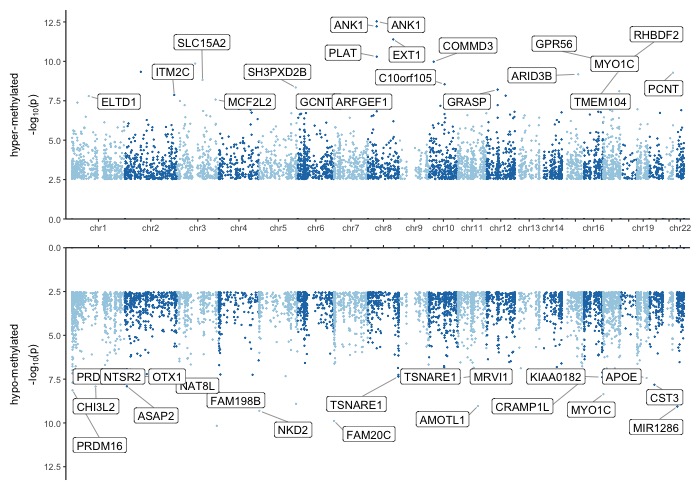 hyper-methylated
-log10(p)
12.5
10.0
7.5
5.0
2.5
0.0
ANK1
ANK1
RHBDF2
SLC15A2
PLAT
EXT1
COMMD3
GPR56
MYO1C
ITM2C
SH3PXD2B
C10orf105
ARID3B
PCNT
ELTD1
MCF2L2
GCNT
ARFGEF1
GRASP
TMEM104
chr1
chr2
chr3
chr4
chr5
chr6
chr7
chr8
chr9
chr10
chr11
chr12
chr13
chr14
chr16
chr19
chr22
hypo-methylated
-log10(p)
0.0
2.5
5.0
7.5
10.0
12.5
PRD
NTSR2
OTX1
NAT8L
TSNARE1
MRVI1
KIAA0182
APOE
CHI3L2
ASAP2
FAM198B
TSNARE1
CRAMP1L
MYO1C
CST3
AMOTL1
NKD2
FAM20C
MIR1286
PRDM16